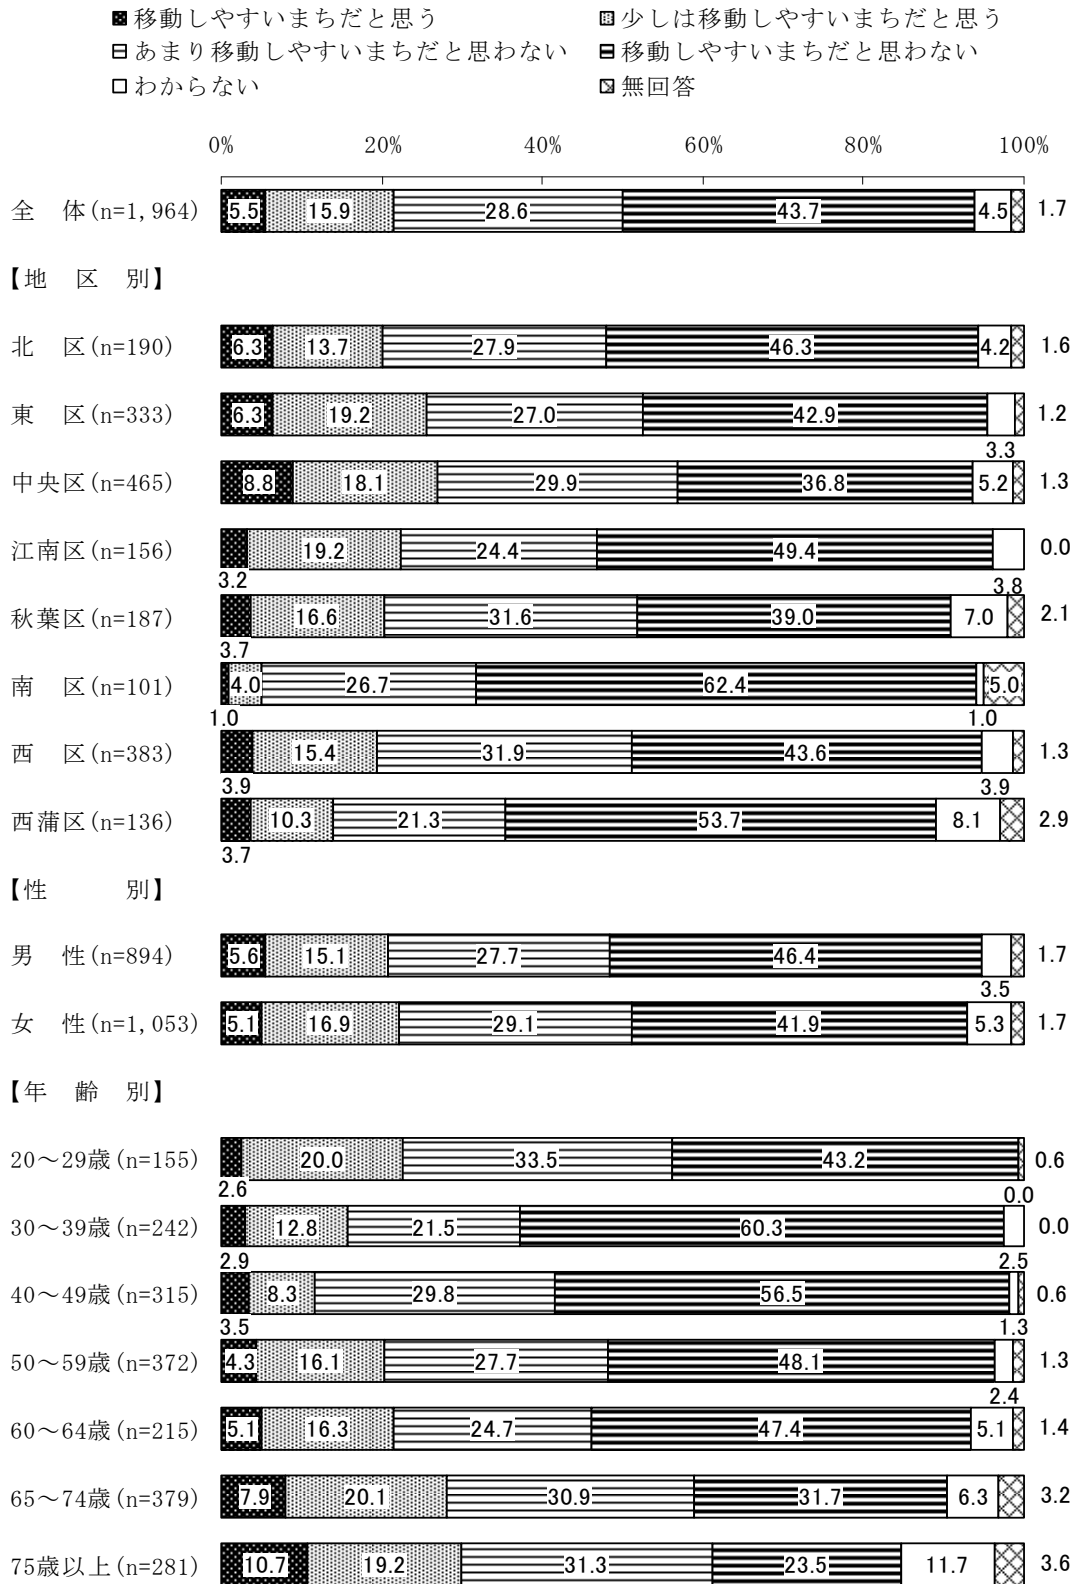 移動しやすいまちだと思う 少しは移動しやすいまちだと思う
あまり移動しやすいまちだと思わない 移動しやすいまちだと思わない
わからない 無回答
0% 20% 40% 60% 80% 100%
全　体(n=1,964) 5.5 15.9 28.6 43.7 4.5 1.7
【地　区　別】
北　区(n=190) 6.3 13.7 27.9 46.3 4.2 1.6
東　区(n=333) 6.3 19.2 27.0 42.9 1.2
3.3
中央区(n=465) 8.8 18.1 29.9 36.8 5.2 1.3
江南区(n=156) 19.2 24.4 49.4 0.0
3.2 3.8
秋葉区(n=187) 16.6 31.6 39.0 7.0 2.1
3.7
南　区(n=101) 4.0 26.7 62.4 5.0
1.0 1.0
西　区(n=383) 15.4 31.9 43.6 1.3
3.9 3.9
西蒲区(n=136) 10.3 21.3 53.7 8.1 2.9
3.7
【性　　別】
男　性(n=894) 5.6 15.1 27.7 46.4 1.7
3.5
女　性(n=1,053) 5.1 16.9 29.1 41.9 5.3 1.7
【年　齢　別】
20～29歳(n=155) 20.0 33.5 43.2 0.6
2.6 0.0
30～39歳(n=242) 12.8 21.5 60.3 0.0
2.9 2.5
40～49歳(n=315) 8.3 29.8 56.5 0.6
3.5 1.3
50～59歳(n=372) 4.3 16.1 27.7 48.1 1.3
2.4
60～64歳(n=215) 5.1 16.3 24.7 47.4 5.1 1.4
65～74歳(n=379) 7.9 20.1 30.9 31.7 6.3 3.2
75歳以上(n=281) 10.7 19.2 31.3 23.5 11.7 3.6